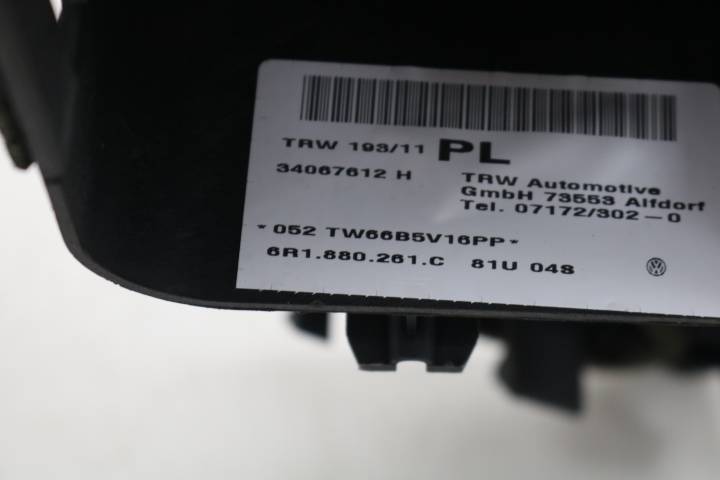 TRW 193/11 PL
34067612 H
TRW Automotive
GmbH 73553 Alfdorf
Tel. 07172/302-0
*052 TW66B5V16PP*
6R1.880.261.C 81U 04S